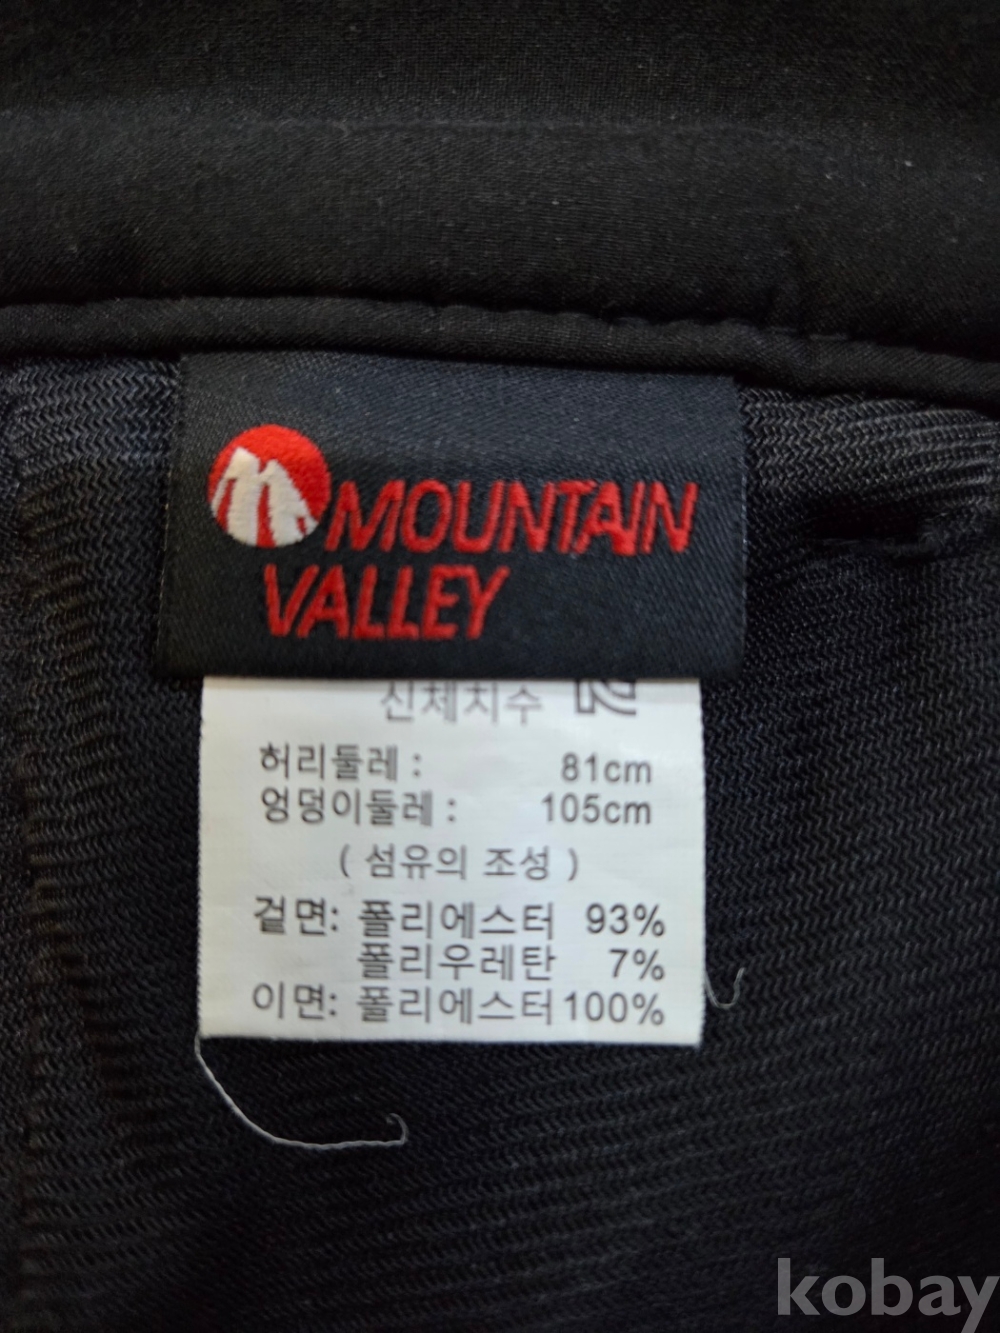 MOUNTAIN
VALLEY
신체치수
허리둘레 : 81cm
엉덩이둘레 : 105cm
( 섬유의 조성 )
겉면: 폴리에스터 93%
폴리우레탄 7%
이면: 폴리에스터 100%
kobay